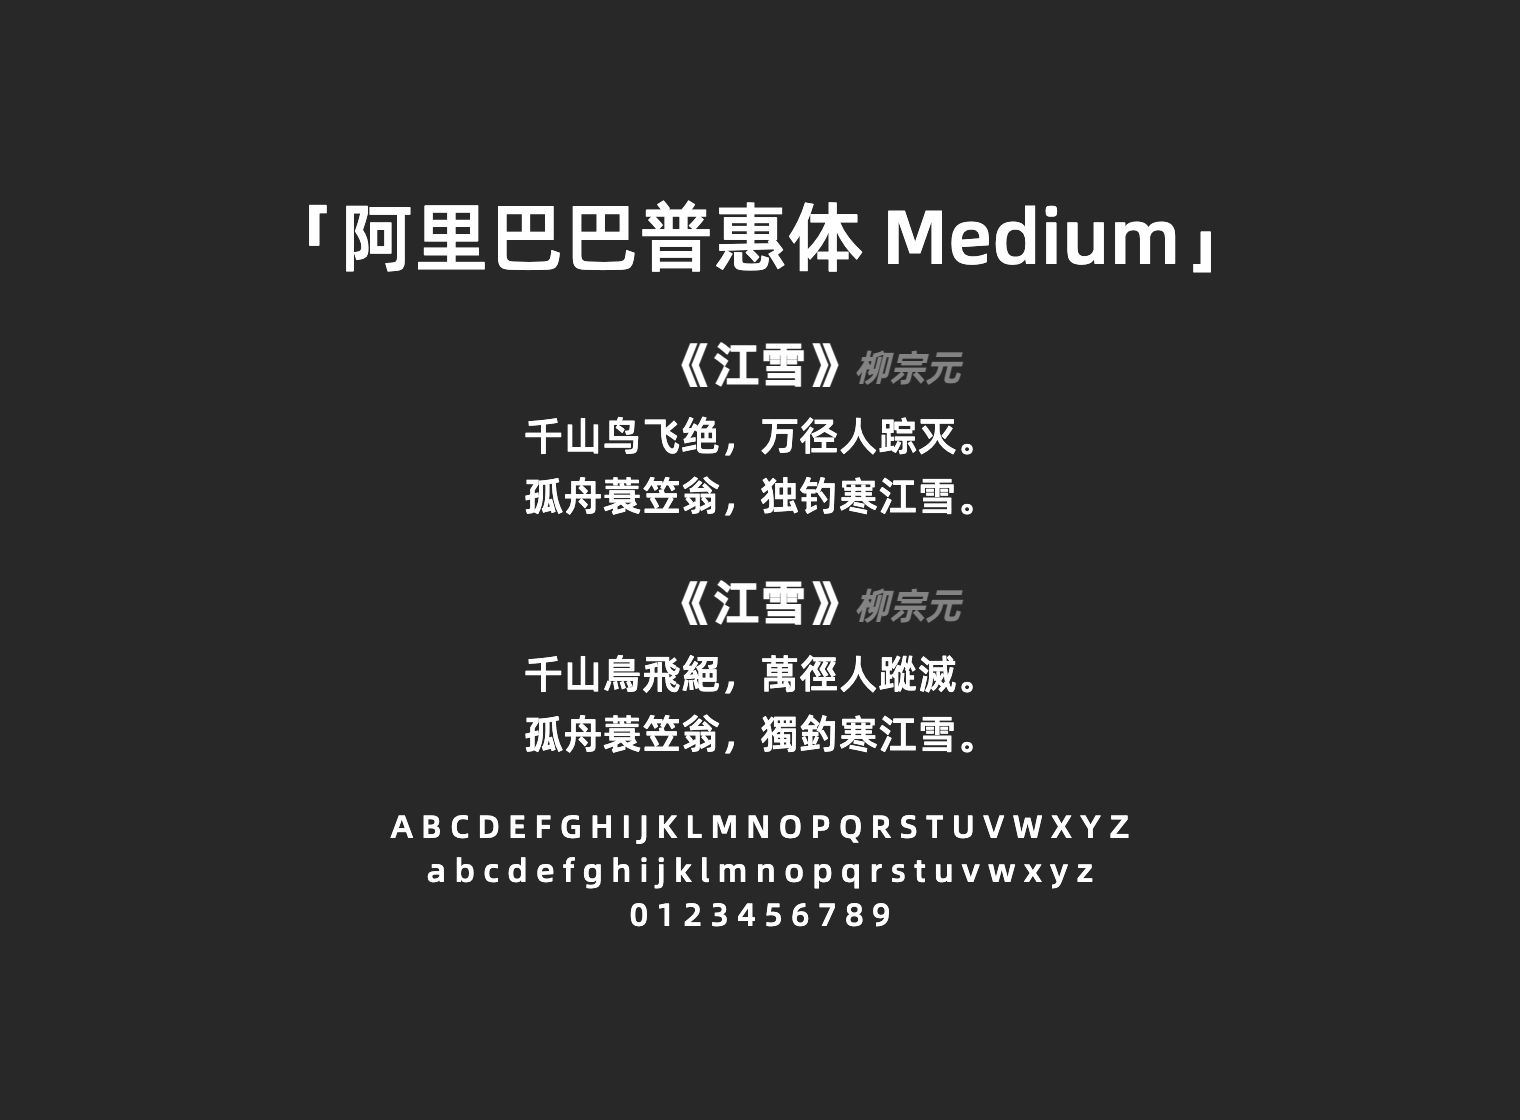 「阿里巴巴普惠体 Medium」
《江雪》柳宗元
千山鸟飞绝，万径人踪灭。
孤舟蓑笠翁，独钓寒江雪。
《江雪》柳宗元
千山鳥飛絕，萬徑人蹤滅。
孤舟蓑笠翁，獨釣寒江雪。
A B C D E F G H I J K L M N O P Q R S T U V W X Y Z
a b c d e f g h i j k l m n o p q r s t u v w x y z
0 1 2 3 4 5 6 7 8 9